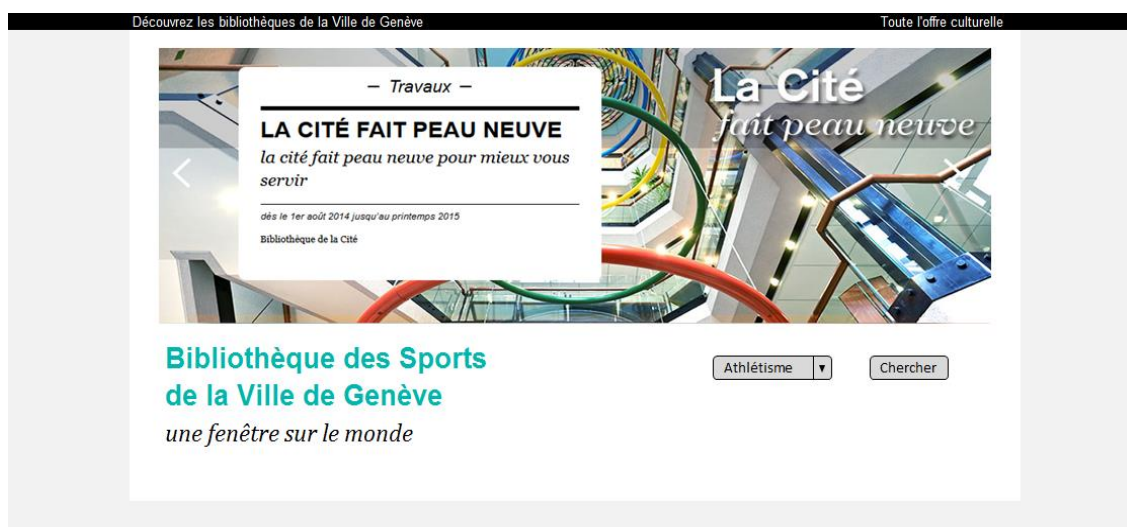 Découvrez les bibliothèques de la Ville de Genève
Toute l'offre culturelle
— Travaux —
LA CITÉ FAIT PEAU NEUVE
la cité fait peau neuve pour mieux vous
servir
dès le 1er août 2014 jusqu'au printemps 2015
Bibliothèque de la Cité
La Cité
fait peau neuve
Bibliothèque des Sports
de la Ville de Genève
une fenêtre sur le monde
Athlétisme
Chercher